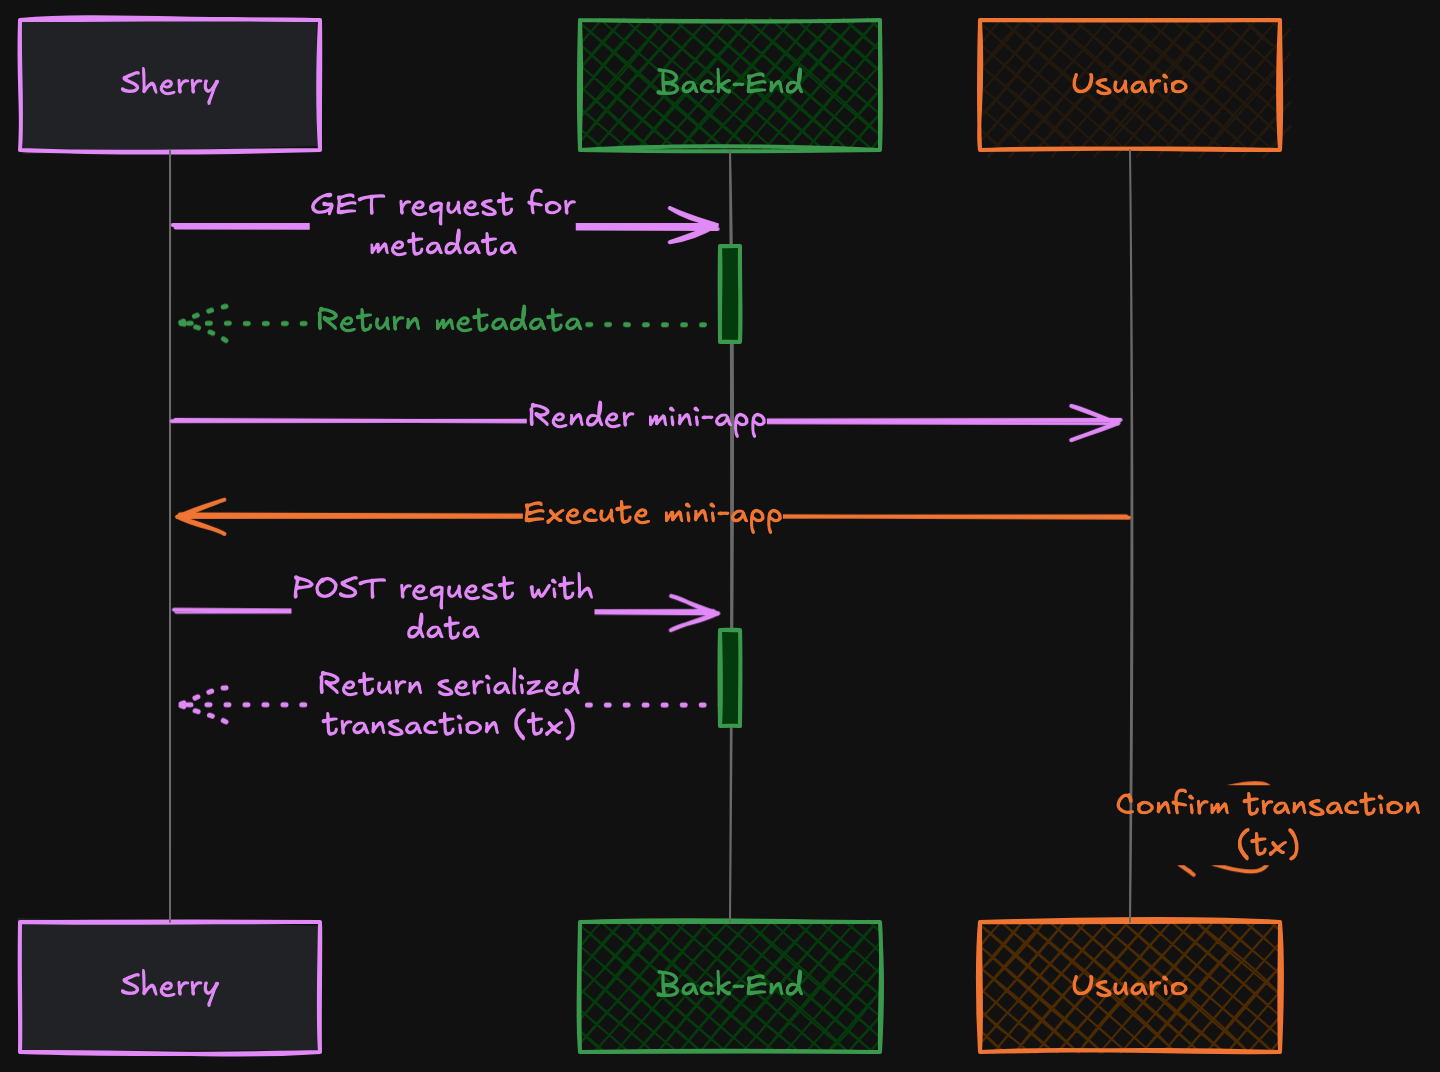 Sherry
Back-End
Usuario
GET request for
metadata
Return metadata
Render mini-app
Execute mini-app
POST request with
data
Return serialized
transaction (tx)
Confirm transaction
(tx)
Sherry
Back-End
Usuario